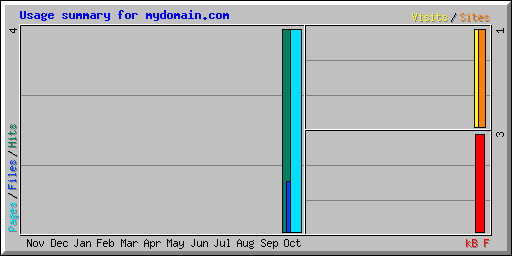 Usage summary for mydomain.com
Visits/Sites
4
1
Pages/Files/Hits
3
Nov Dec Jan Feb Mar Apr May Jun Jul Aug Sep Oct
kB F